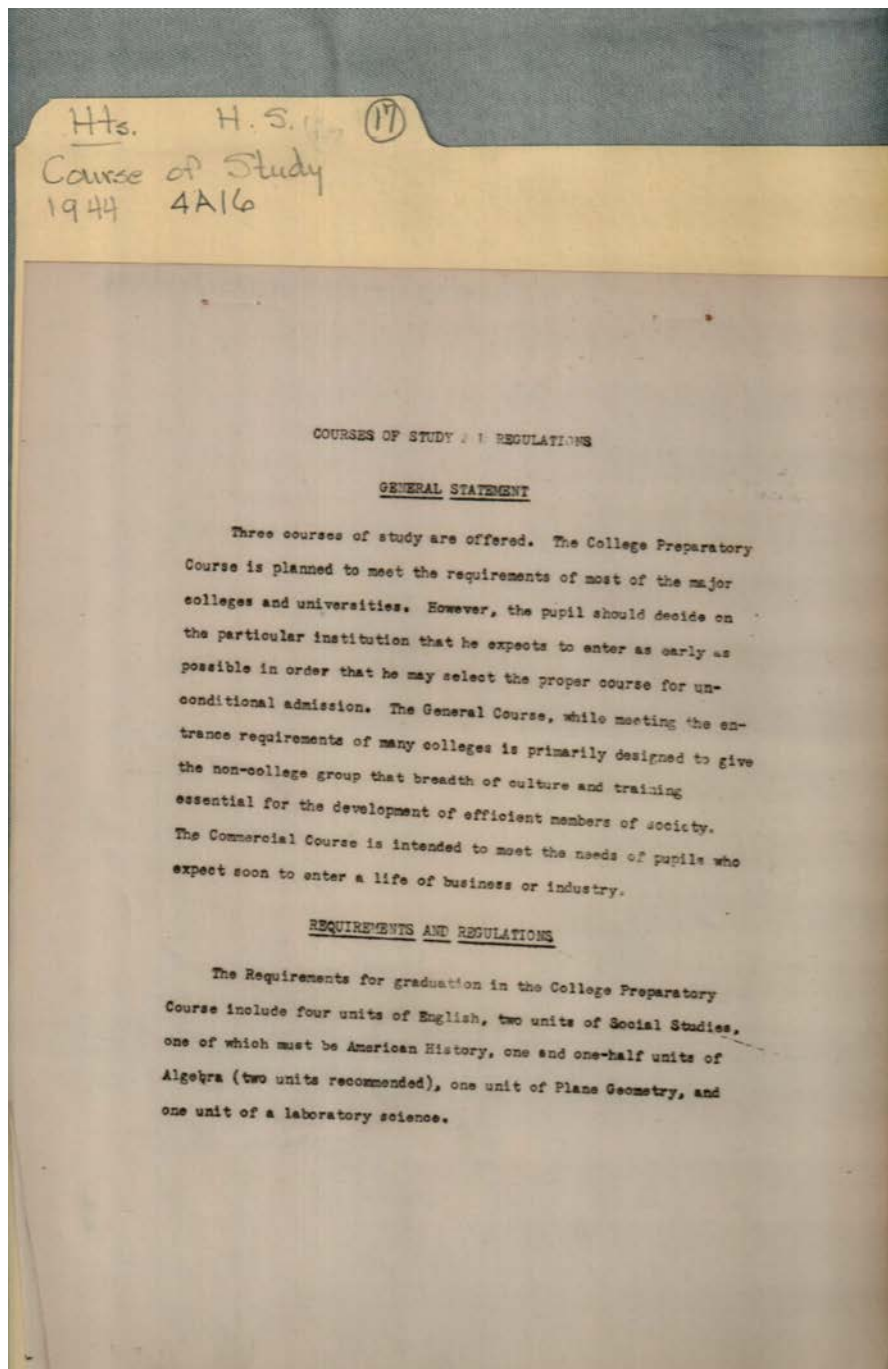 Hts. H. S. 17
Course of Study
1944 4A16
COURSES OF STUDY REGULATIONS
GENERAL STATEMENT
Three courses of study are offered. The College Preparatory
Course is planned to meet the requirements of most of the major
colleges and universities. However, the pupil should decide on
the particular institution that he expects to enter as early as
possible in order that he may select the proper course for un-
conditional admission. The General Course, while meeting the en-
trance requirements of many colleges is primarily designed to give
the non-college group that breadth of culture and training
essential for the development of efficient members of society.
The Commercial Course is intended to meet the needs of pupils who
expect soon to enter a life of business or industry.
REQUIREMENTS AND REGULATIONS
The Requirements for graduation in the College Preparatory
Course include four units of English, two units of Social Studies,
one of which must be American History, one and one-half units of
Algebra (two units recommended), one unit of Plane Geometry, and
one unit of a laboratory science.